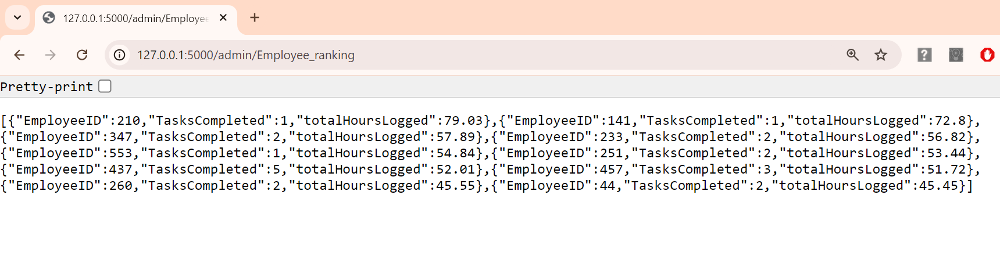 127.0.0.1:5000/admin/Employee
127.0.0.1:5000/admin/Employee_ranking
Pretty-print
[{"EmployeeID":210,"TasksCompleted":1,"totalHoursLogged":79.03},{"EmployeeID":141,"TasksCompleted":1,"totalHoursLogged":72.8},
{"EmployeeID":347,"TasksCompleted":2,"totalHoursLogged":57.89},{"EmployeeID":233,"TasksCompleted":2,"totalHoursLogged":56.82},
{"EmployeeID":553,"TasksCompleted":1,"totalHoursLogged":54.84},{"EmployeeID":251,"TasksCompleted":2,"totalHoursLogged":53.44},
{"EmployeeID":437,"TasksCompleted":5,"totalHoursLogged":52.01},{"EmployeeID":457,"TasksCompleted":3,"totalHoursLogged":51.72},
{"EmployeeID":260,"TasksCompleted":2,"totalHoursLogged":45.55},{"EmployeeID":44,"TasksCompleted":2,"totalHoursLogged":45.45}]